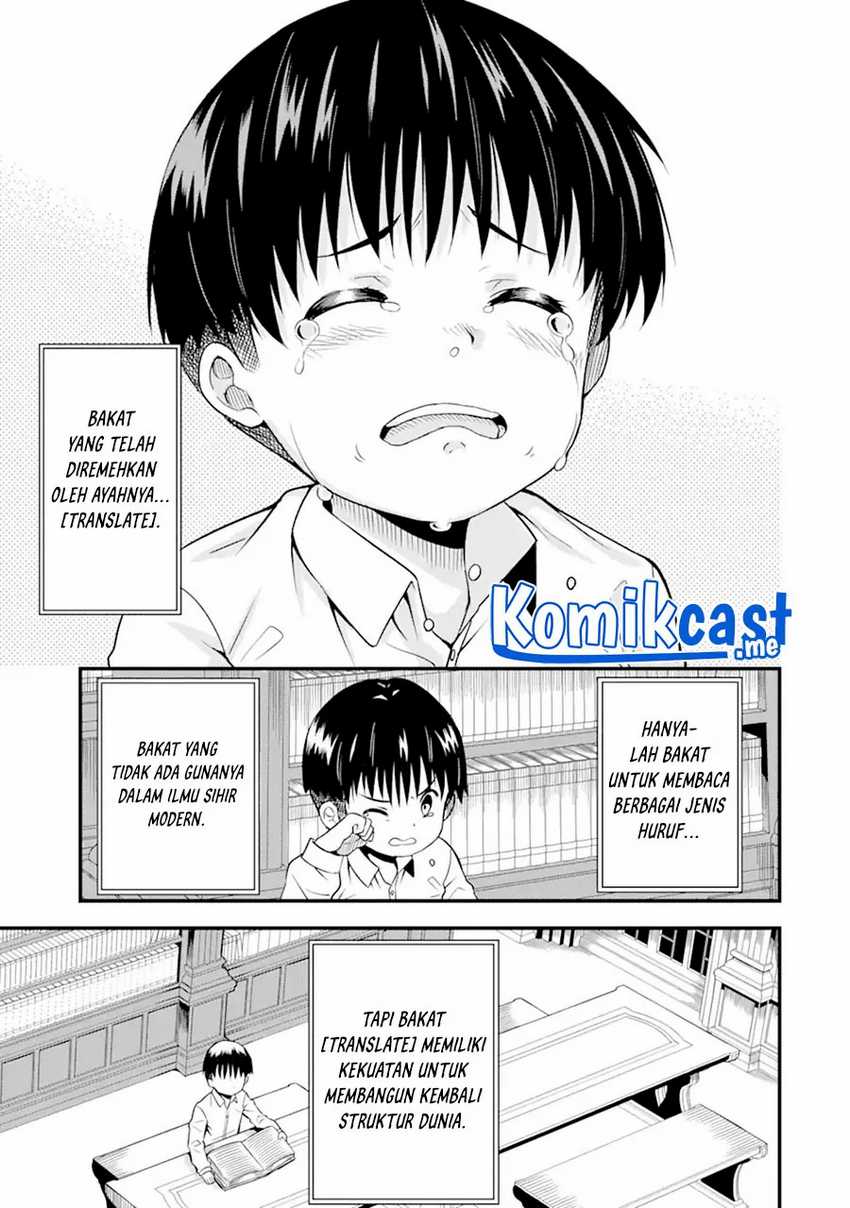 BAKAT
YANG TELAH
DIREMEHKAN
OLEH AYAHNYA...
[TRANSLATE].
Komikcast
.me
HANYA-
LAH BAKAT
UNTUK MEMBACA
BERBAGAI JENIS
HURUF...
BAKAT YANG
TIDAK ADA GUNANYA
DALAM ILMU SIHIR
MODERN.
TAPI BAKAT
[TRANSLATE] MEMILIKI
KEKUATAN UNTUK
MEMBANGUN KEMBALI
STRUKTUR DUNIA.